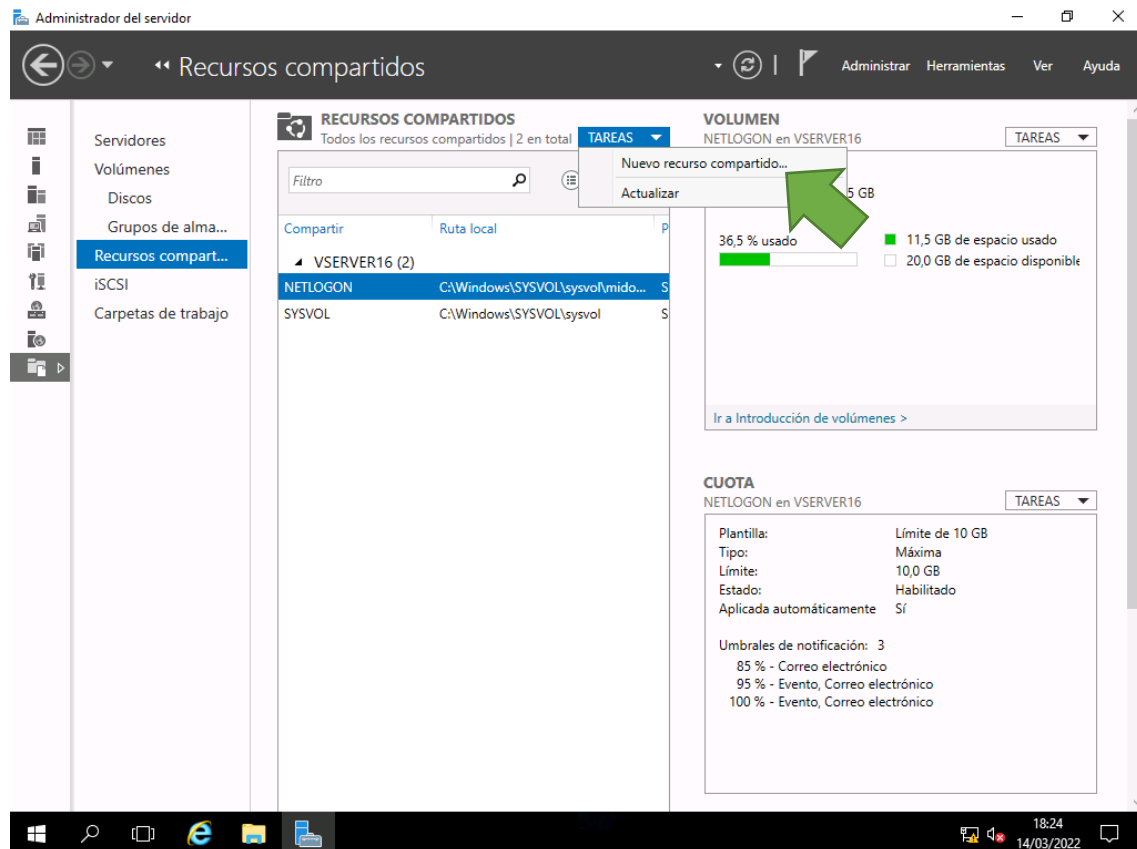 Administrador del servidor
Recursos compartidos
Administrar Herramientas Ver Ayuda
Servidores
Volúmenes
Discos
Grupos de alma...
Recursos compart...
iSCSI
Carpetas de trabajo
RECURSOS COMPARTIDOS
Todos los recursos compartidos | 2 en total
TAREAS
Nuevo recurso compartido...
Actualizar
Filtro
Compartir Ruta local P
VSERVER16 (2)
NETLOGON C:\Windows\SYSVOL\sysvol\mido... S
SYSVOL C:\Windows\SYSVOL\sysvol S
VOLUMEN
NETLOGON en VSERVER16
TAREAS
5 GB
36,5 % usado
11,5 GB de espacio usado
20,0 GB de espacio disponible
Ir a Introducción de volúmenes >
CUOTA
NETLOGON en VSERVER16
TAREAS
Plantilla: Límite de 10 GB
Tipo: Máxima
Límite: 10,0 GB
Estado: Habilitado
Aplicada automáticamente Sí
Umbrales de notificación: 3
85 % - Correo electrónico
95 % - Evento, Correo electrónico
100 % - Evento, Correo electrónico
18:24
14/03/2022